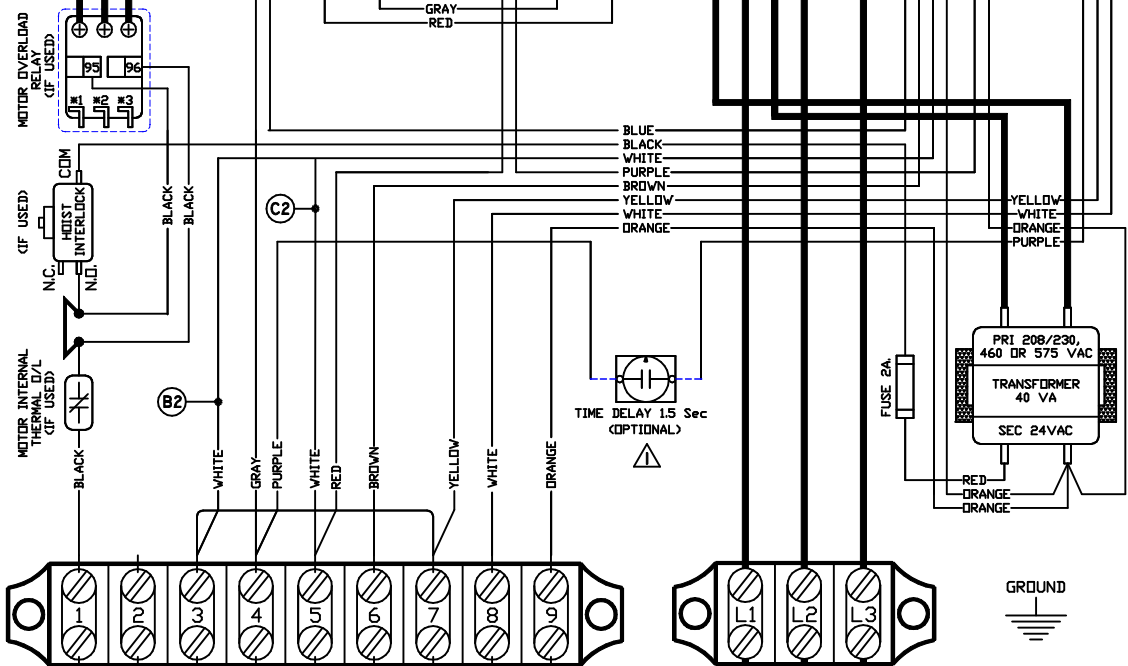 GRAY
RED
MOTOR OVERLOAD
RELAY
(IF USED)
95
96
*1 *2 *3
BLUE
BLACK
WHITE
PURPLE
BROWN
YELLOW
WHITE
ORANGE
YELLOW
WHITE
ORANGE
PURPLE
COM
(IF USED)
HOIST
INTERLOCK
N.C.
N.O.
BLACK
BLACK
C2
B2
MOTOR INTERNAL
THERMAL O/L
(IF USED)
TIME DELAY 1.5 Sec
(OPTIONAL)
1
FUSE 2A.
PRI 208/230,
460 OR 575 VAC
TRANSFORMER
40 VA
SEC 24VAC
RED
ORANGE
ORANGE
BLACK
WHITE
GRAY
PURPLE
WHITE
RED
BROWN
YELLOW
WHITE
ORANGE
1 2 3 4 5 6 7 8 9
L1 L2 L3
GROUND